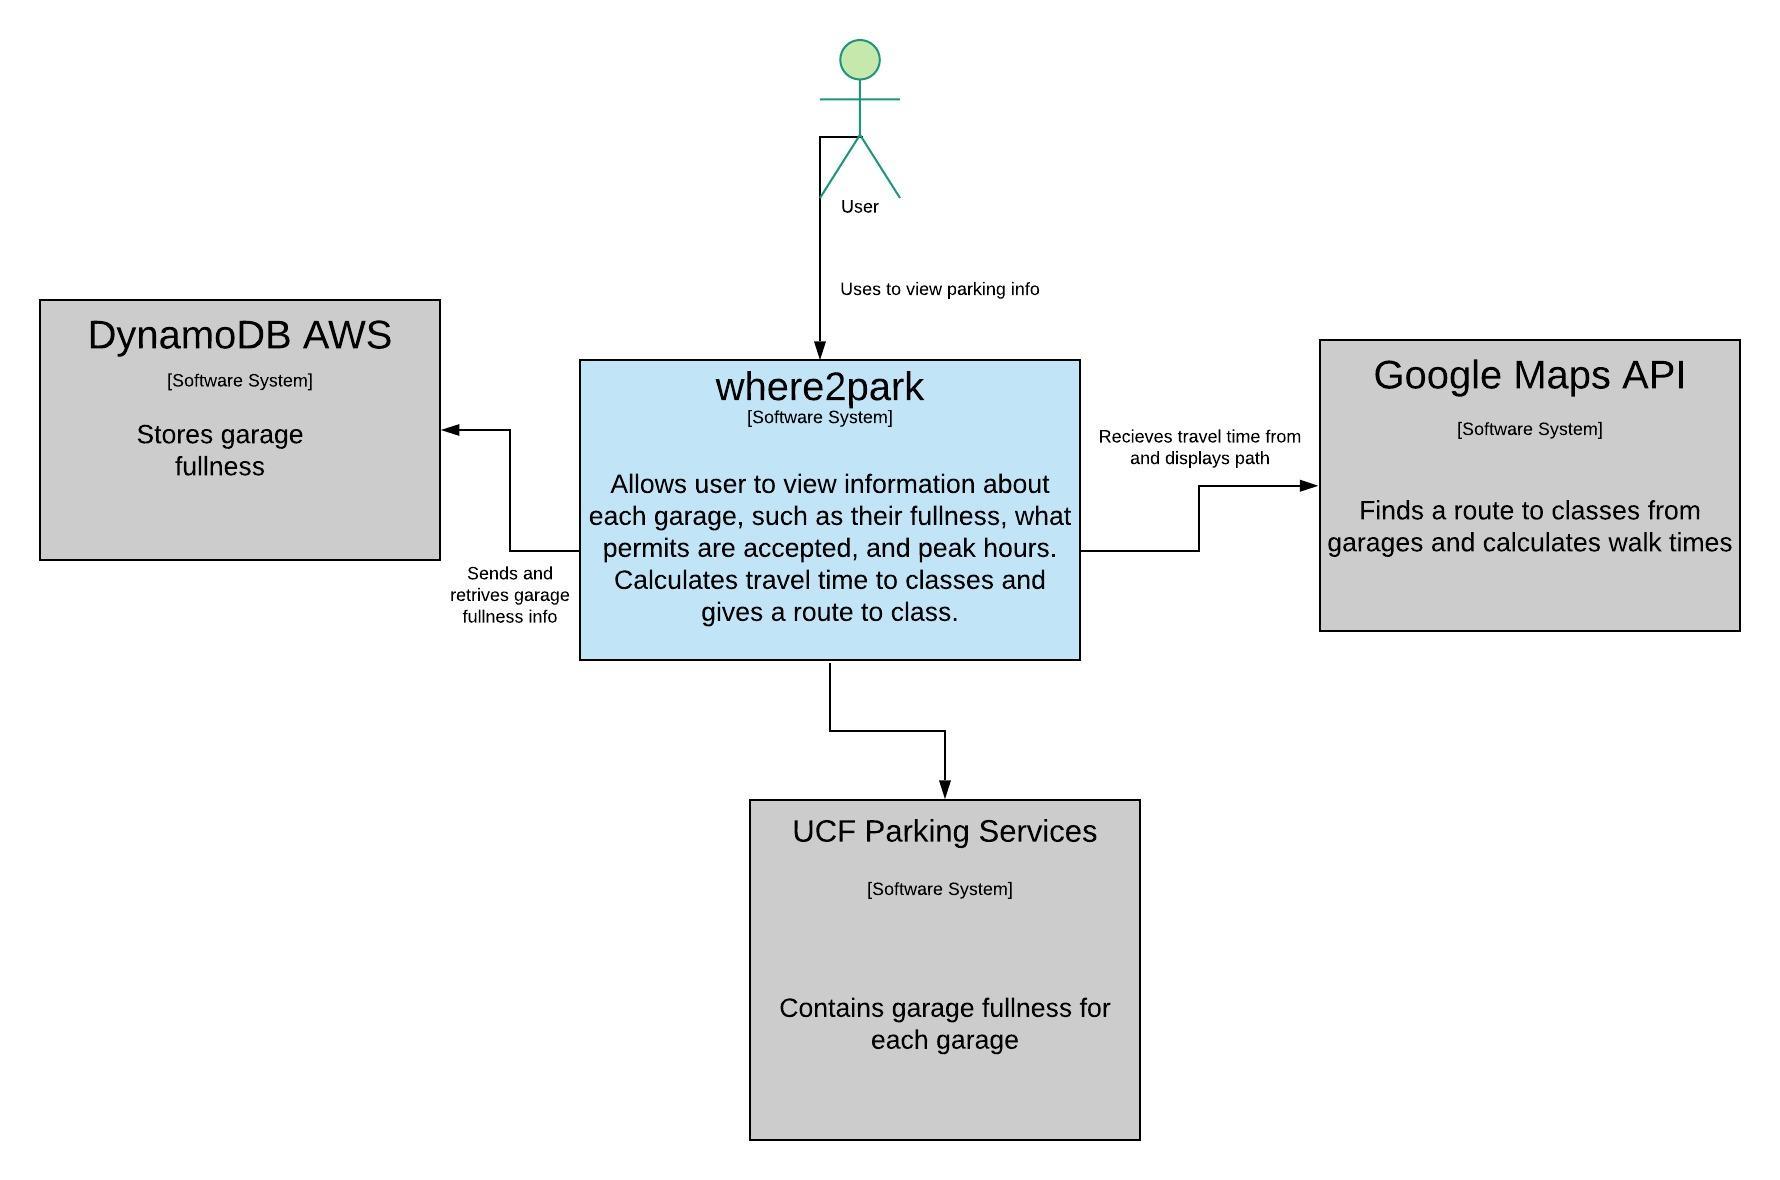 User
Uses to view parking info
DynamoDB AWS
[Software System]
Stores garage
fullness
Sends and
retrives garage
fullness info
where2park
[Software System]
Allows user to view information about
each garage, such as their fullness, what
permits are accepted, and peak hours.
Calculates travel time to classes and
gives a route to class.
Recieves travel time from
and displays path
Google Maps API
[Software System]
Finds a route to classes from
garages and calculates walk times
UCF Parking Services
[Software System]
Contains garage fullness for
each garage